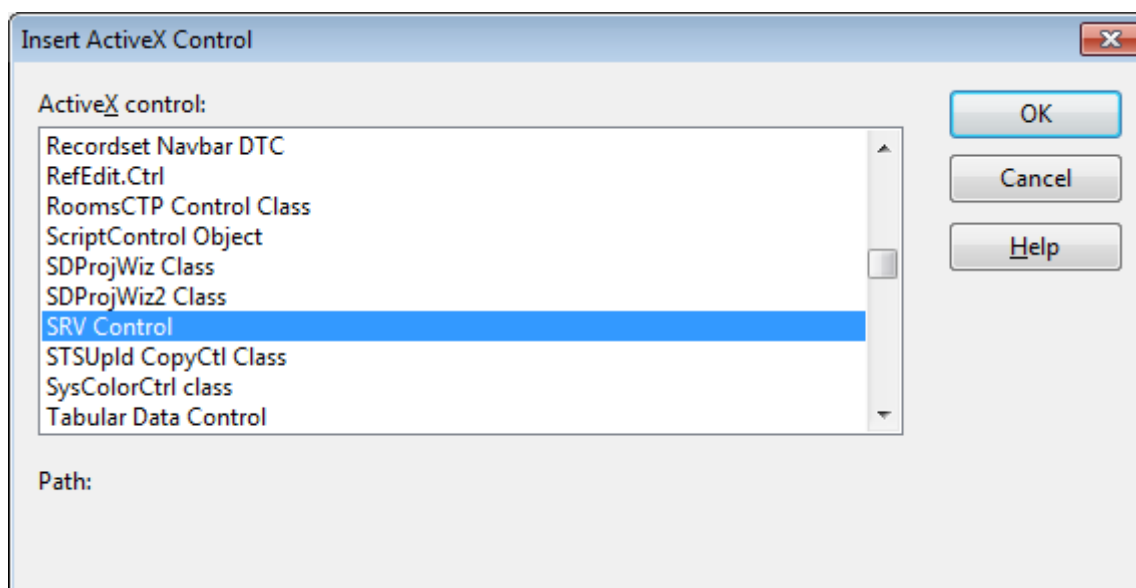 Insert ActiveX Control
ActiveX control:
OK
Recordset Navbar DTC
RefEdit.Ctrl
Cancel
RoomsCTP Control Class
ScriptControl Object
Help
SDProjWiz Class
SDProjWiz2 Class
SRV Control
STSUpld CopyCtl Class
SysColorCtrl class
Tabular Data Control
Path: